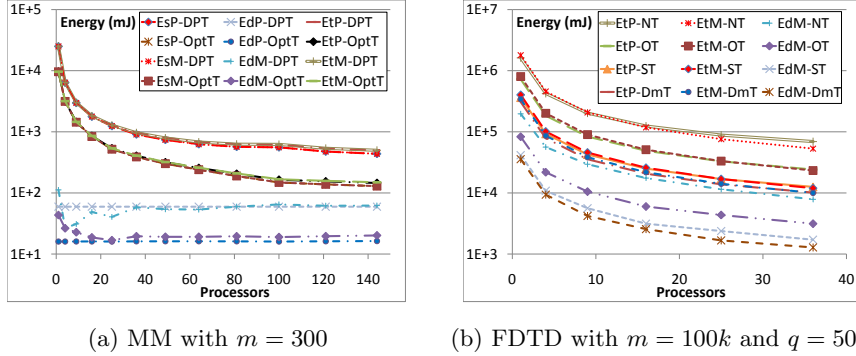 1E+5
Energy (mJ)
EsP-DPT EdP-DPT EtP-DPT
EsP-OptT EdP-OptT EtP-OptT
EsM-DPT EdM-DPT EtM-DPT
EsM-OptT EdM-OptT EtM-OptT
1E+4
1E+3
1E+2
1E+1
0 20 40 60 80 100 120 140
Processors
(a) MM with m = 300
1E+7
Energy (mJ)
EtP-NT EtM-NT EdM-NT
EtP-OT EtM-OT EdM-OT
EtP-ST EtM-ST EdM-ST
EtP-DmT EtM-DmT EdM-DmT
1E+6
1E+5
1E+4
1E+3
0 10 20 30 40
Processors
(b) FDTD with m = 100k and q = 50